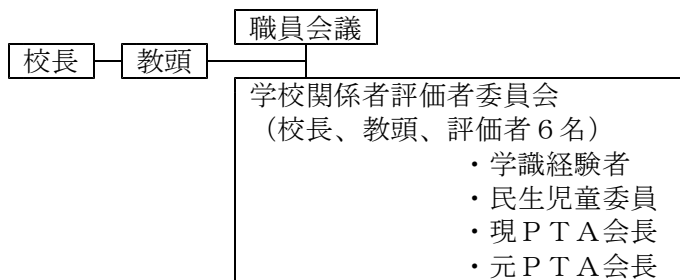 職員会議
校長 教頭
学校関係者評価者委員会
（校長、教頭、評価者６名）
・学識経験者
・民生児童委員
・現ＰＴＡ会長
・元ＰＴＡ会長